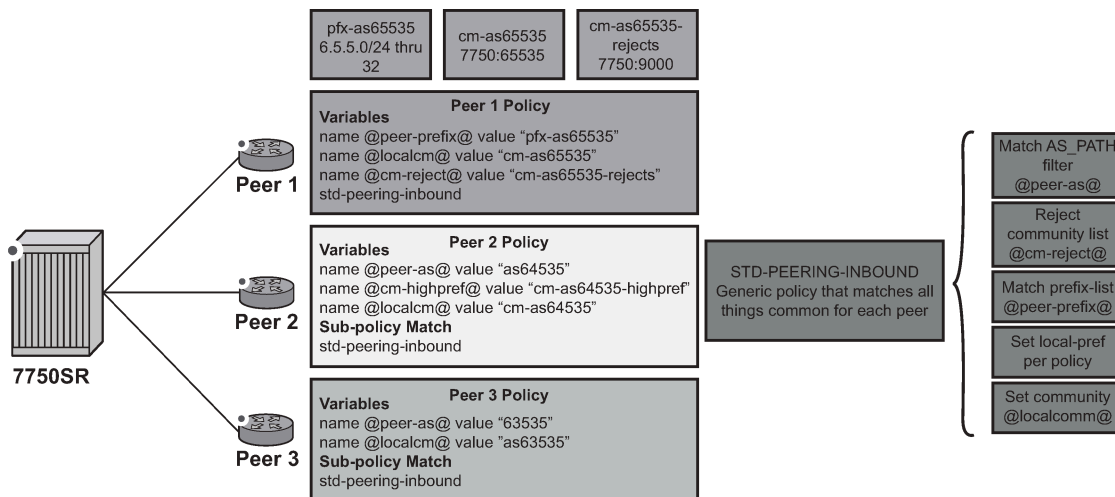 pfx-as65535
6.5.5.0/24 thru
32
cm-as65535
7750:65535
cm-as65535-
rejects
7750:9000
Peer 1 Policy
Variables
name @peer-prefix@ value “pfx-as65535”
name @localcm@ value “cm-as65535”
name @cm-reject@ value “cm-as65535-rejects”
std-peering-inbound
Peer 1
Peer 2 Policy
Variables
name @peer-as@ value “as64535”
name @cm-highpref@ value “cm-as64535-highpref”
name @localcm@ value “cm-as64535”
Sub-policy Match
std-peering-inbound
Peer 2
7750SR
Peer 3 Policy
Variables
name @peer-as@ value “63535”
name @localcm@ value ”as63535”
Sub-policy Match
std-peering-inbound
Peer 3
STD-PEERING-INBOUND
Generic policy that matches all
things common for each peer
Match AS_PATH
filter
@peer-as@
Reject
community list
@cm-reject@
Match prefix-list
@peer-prefix@
Set local-pref
per policy
Set community
@localcomm@